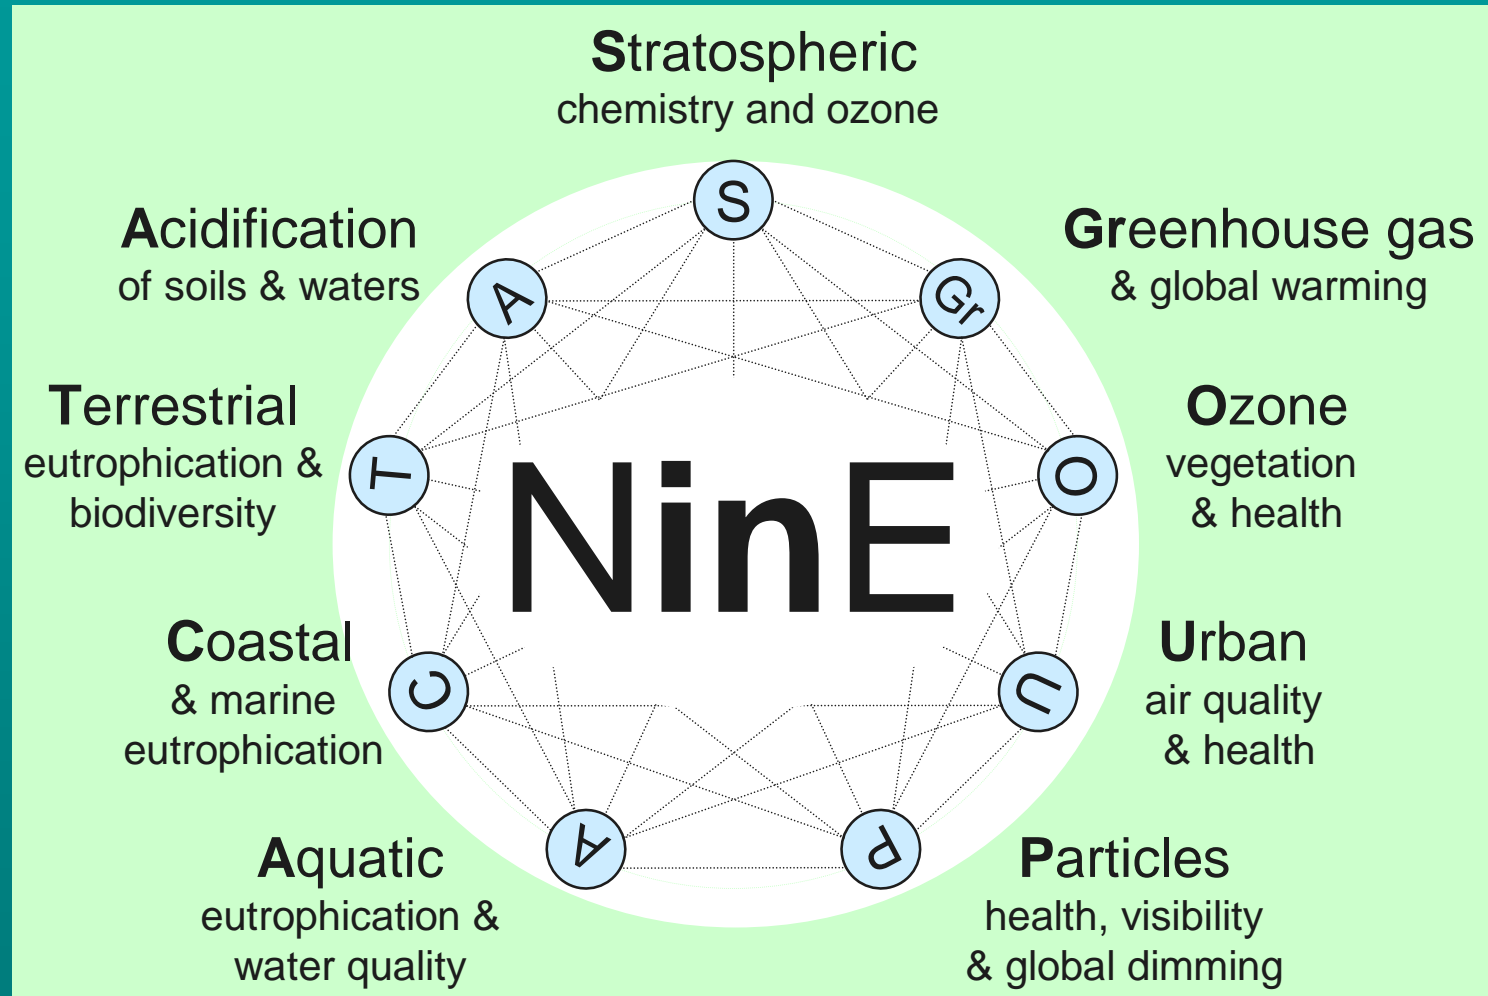 Stratospheric
chemistry and ozone
S
Acidification
of soils & waters
A
Gr
Greenhouse gas
& global warming
Terrestrial
eutrophication &
biodiversity
T
NinE
O
Ozone
vegetation
& health
Coastal
& marine
eutrophication
C
U
Urban
air quality
& health
Aquatic
eutrophication &
water quality
A
P
Particles
health, visibility
& global dimming